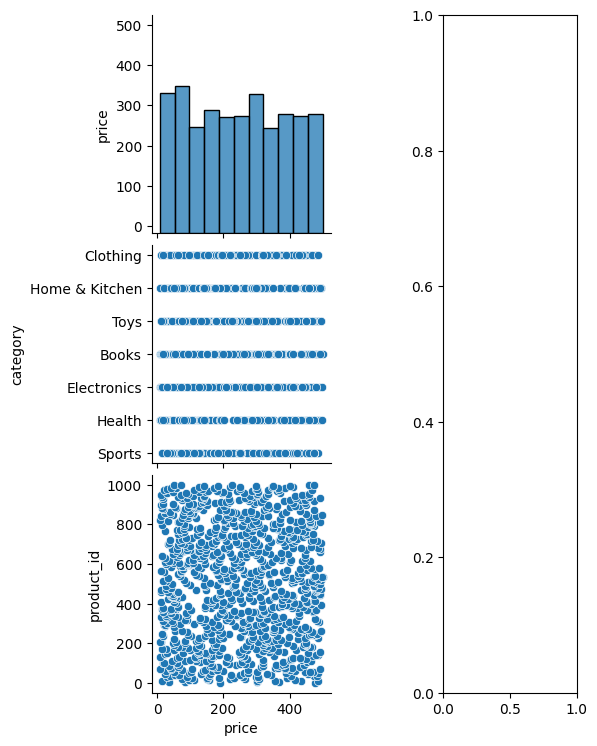 500
400
300
200
100
0
price
Clothing
Home & Kitchen
Toys
Books
Electronics
Health
Sports
category
1000
800
600
400
200
0
product_id
0 200 400
price
1.0
0.8
0.6
0.4
0.2
0.0
0.0 0.5 1.0